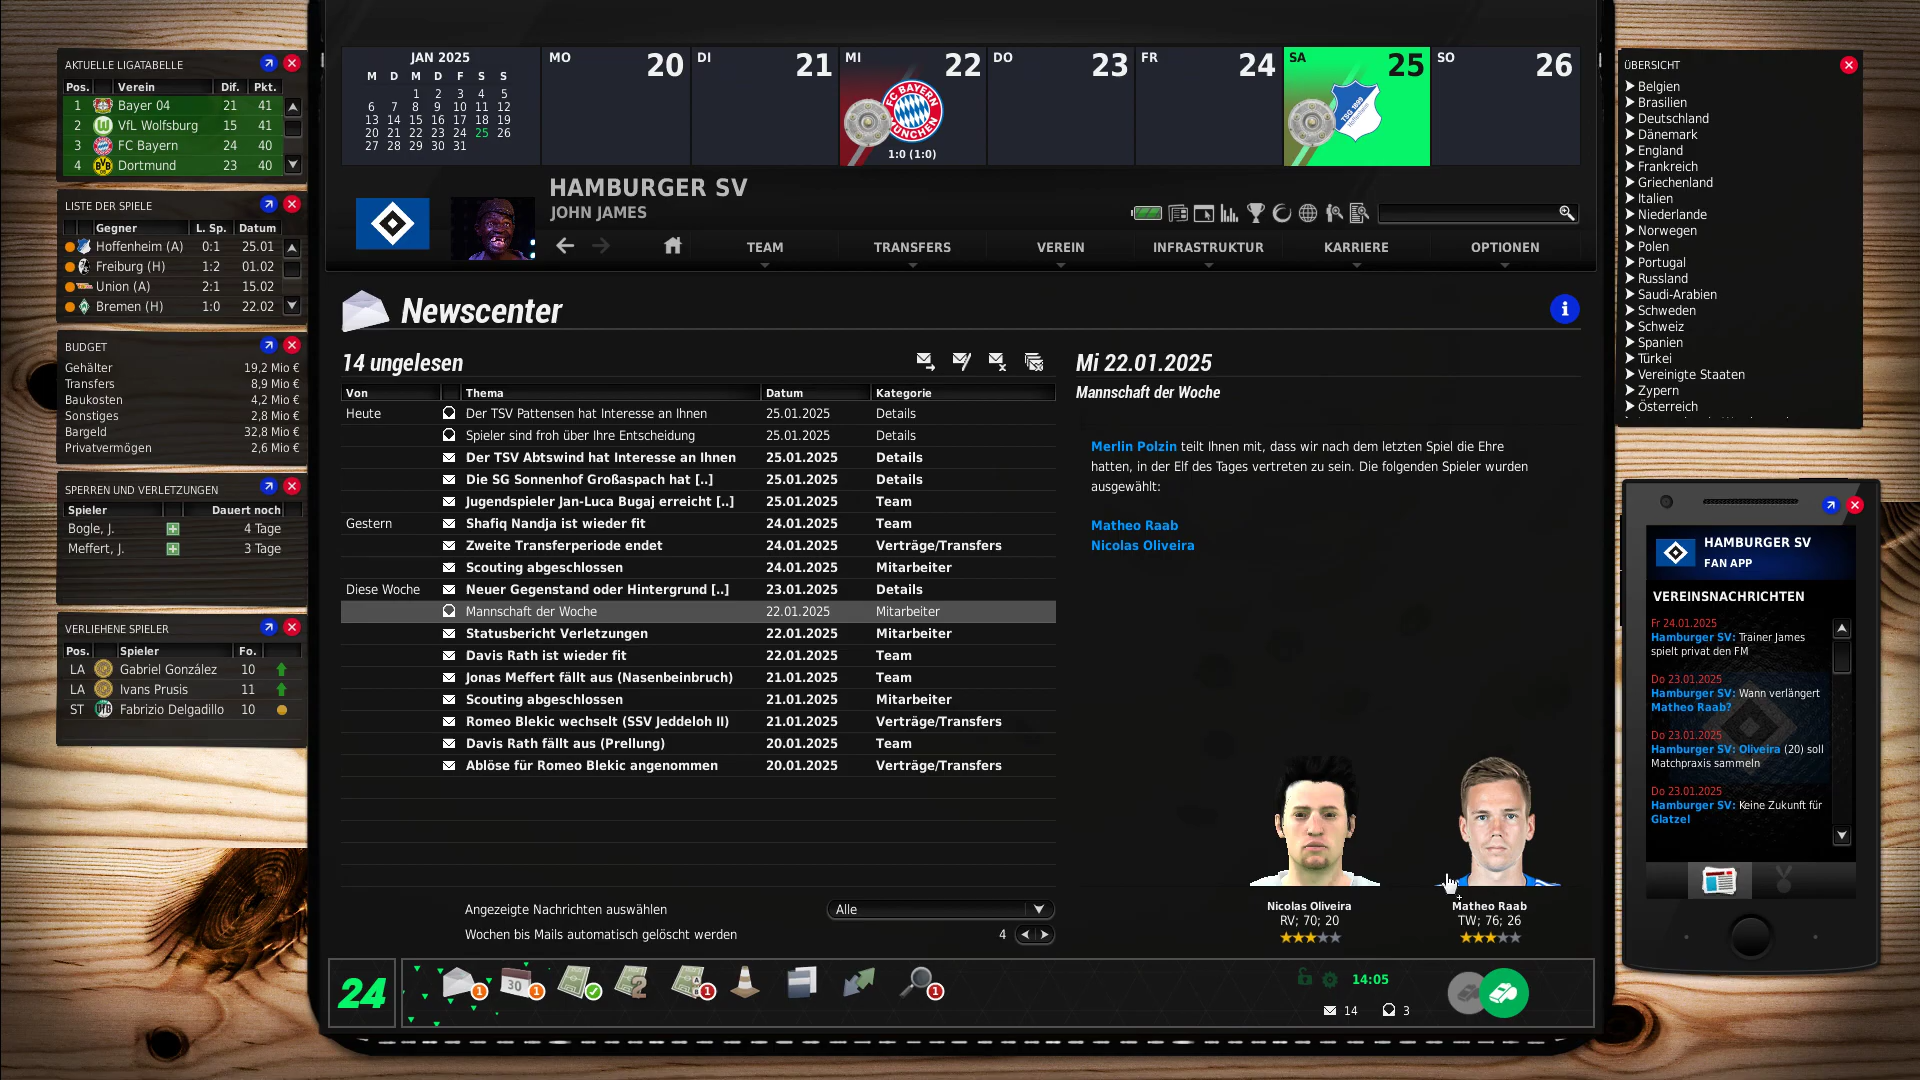 AKTUELLE LIGATABELLE
Pos. Verein Dif. Pkt.
1 Bayer 04 21 41
2 VfL Wolfsburg 15 41
3 FC Bayern 24 40
4 Dortmund 23 40
LISTE DER SPIELE
Gegner L. Sp. Datum
Hoffenheim (A) 0:1 25.01
Freiburg (H) 1:2 01.02
Union (A) 2:1 15.02
Bremen (H) 1:0 22.02
BUDGET
Gehälter 19,2 Mio €
Transfers 8,9 Mio €
Baukosten 4,2 Mio €
Sonstiges 2,8 Mio €
Bargeld 32,8 Mio €
Privatvermögen 2,6 Mio €
SPERREN UND VERLETZUNGEN
Spieler Dauert noch
Bogle, J. 4 Tage
Meffert, J. 3 Tage
VERLIEHENE SPIELER
Pos. Spieler Fo.
LA Gabriel González 10
LA Ivans Prusis 11
ST Fabrizio Delgadillo 10
JAN 2025
M D M D F S S
1 2 3 4 5
6 7 8 9 10 11 12
13 14 15 16 17 18 19
20 21 22 23 24 25 26
27 28 29 30 31
MO 20
DI 21
MI 22
FC BAYERN MÜNCHEN
1:0 (1:0)
DO 23
FR 24
SA 25
TSG 1899
SO 26
HAMBURGER SV
JOHN JAMES
TEAM TRANSFERS VEREIN INFRASTRUKTUR KARRIERE OPTIONEN
Newscenter
14 ungelesen
Von Thema Datum Kategorie
Heute Der TSV Pattensen hat Interesse an Ihnen 25.01.2025 Details
Spieler sind froh über Ihre Entscheidung 25.01.2025 Details
Der TSV Abtswind hat Interesse an Ihnen 25.01.2025 Details
Die SG Sonnenhof Großaspach hat [..] 25.01.2025 Details
Jugendspieler Jan-Luca Bugaj erreicht [..] 25.01.2025 Team
Gestern Shafiq Nandja ist wieder fit 24.01.2025 Team
Zweite Transferperiode endet 24.01.2025 Verträge/Transfers
Scouting abgeschlossen 24.01.2025 Mitarbeiter
Diese Woche Neuer Gegenstand oder Hintergrund [..] 23.01.2025 Details
Mannschaft der Woche 22.01.2025 Mitarbeiter
Statusbericht Verletzungen 22.01.2025 Mitarbeiter
Davis Rath ist wieder fit 22.01.2025 Team
Jonas Meffert fällt aus (Nasenbeinbruch) 21.01.2025 Team
Scouting abgeschlossen 21.01.2025 Mitarbeiter
Romeo Blekic wechselt (SSV Jeddeloh II) 21.01.2025 Verträge/Transfers
Davis Rath fällt aus (Prellung) 20.01.2025 Team
Ablöse für Romeo Blekic angenommen 20.01.2025 Verträge/Transfers
Angezeigte Nachrichten auswählen Alle
Wochen bis Mails automatisch gelöscht werden 4
Mi 22.01.2025
Mannschaft der Woche
Merlin Polzin teilt Ihnen mit, dass wir nach dem letzten Spiel die Ehre
hatten, in der Elf des Tages vertreten zu sein. Die folgenden Spieler wurden
ausgewählt:
Matheo Raab
Nicolas Oliveira
Nicolas Oliveira
RV; 70; 20
Matheo Raab
TW; 76; 26
24
1
30 1
2
A B 1
1
14:05
14 3
ÜBERSICHT
Belgien
Brasilien
Deutschland
Dänemark
England
Frankreich
Griechenland
Italien
Niederlande
Norwegen
Polen
Portugal
Russland
Saudi-Arabien
Schweden
Schweiz
Spanien
Türkei
Vereinigte Staaten
Zypern
Österreich
HAMBURGER SV
FAN APP
VEREINSNACHRICHTEN
Fr 24.01.2025
Hamburger SV: Trainer James
spielt privat den FM
Do 23.01.2025
Hamburger SV: Wann verlängert
Matheo Raab?
Do 23.01.2025
Hamburger SV: Oliveira (20) soll
Matchpraxis sammeln
Do 23.01.2025
Hamburger SV: Keine Zukunft für
Glatzel